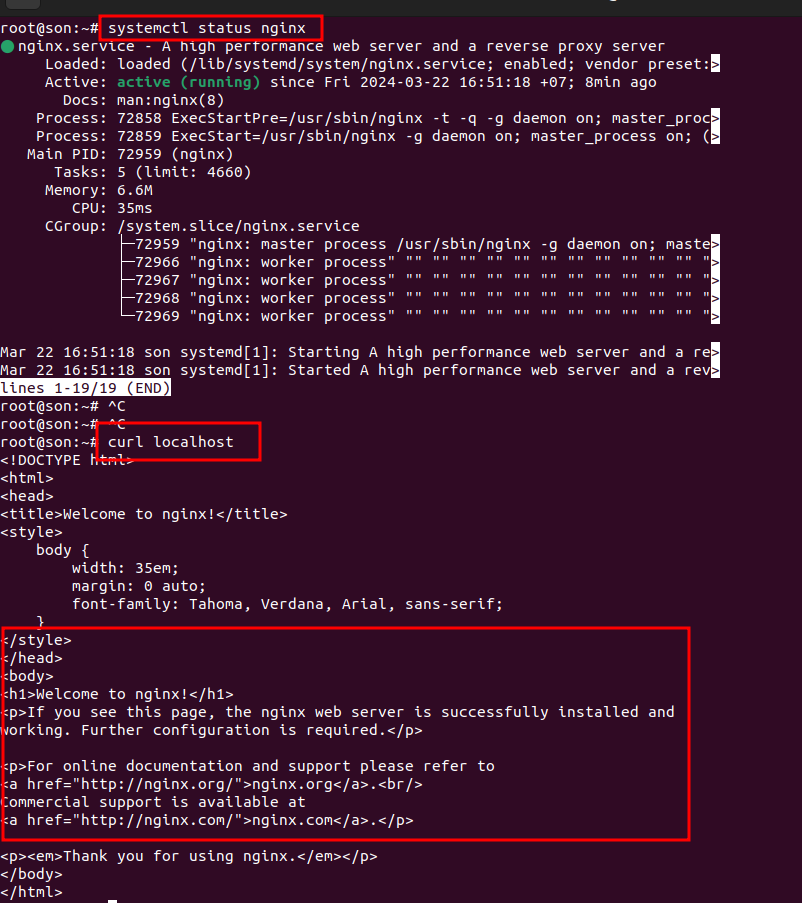 root@son:~# systemctl status nginx
● nginx.service - A high performance web server and a reverse proxy server
     Loaded: loaded (/lib/systemd/system/nginx.service; enabled; vendor preset:>
     Active: active (running) since Fri 2024-03-22 16:51:18 +07; 8min ago
       Docs: man:nginx(8)
    Process: 72858 ExecStartPre=/usr/sbin/nginx -t -q -g daemon on; master_proc>
    Process: 72859 ExecStart=/usr/sbin/nginx -g daemon on; master_process on; (>
   Main PID: 72959 (nginx)
      Tasks: 5 (limit: 4660)
     Memory: 6.6M
        CPU: 35ms
     CGroup: /system.slice/nginx.service
             ├─72959 "nginx: master process /usr/sbin/nginx -g daemon on; maste>
             ├─72966 "nginx: worker process" "" "" "" "" "" "" "" "" "" "" "" ">
             ├─72967 "nginx: worker process" "" "" "" "" "" "" "" "" "" "" "" ">
             ├─72968 "nginx: worker process" "" "" "" "" "" "" "" "" "" "" "" ">
             └─72969 "nginx: worker process" "" "" "" "" "" "" "" "" "" "" "" ">

Mar 22 16:51:18 son systemd[1]: Starting A high performance web server and a re>
Mar 22 16:51:18 son systemd[1]: Started A high performance web server and a rev>
lines 1-19/19 (END)
root@son:~# ^C
root@son:~# ^C
root@son:~# curl localhost
<!DOCTYPE html>
<html>
<head>
<title>Welcome to nginx!</title>
<style>
    body {
        width: 35em;
        margin: 0 auto;
        font-family: Tahoma, Verdana, Arial, sans-serif;
    }
</style>
</head>
<body>
<h1>Welcome to nginx!</h1>
<p>If you see this page, the nginx web server is successfully installed and
working. Further configuration is required.</p>

<p>For online documentation and support please refer to
<a href="http://nginx.org/">nginx.org</a>.<br/>
Commercial support is available at
<a href="http://nginx.com/">nginx.com</a>.</p>

<p><em>Thank you for using nginx.</em></p>
</body>
</html>